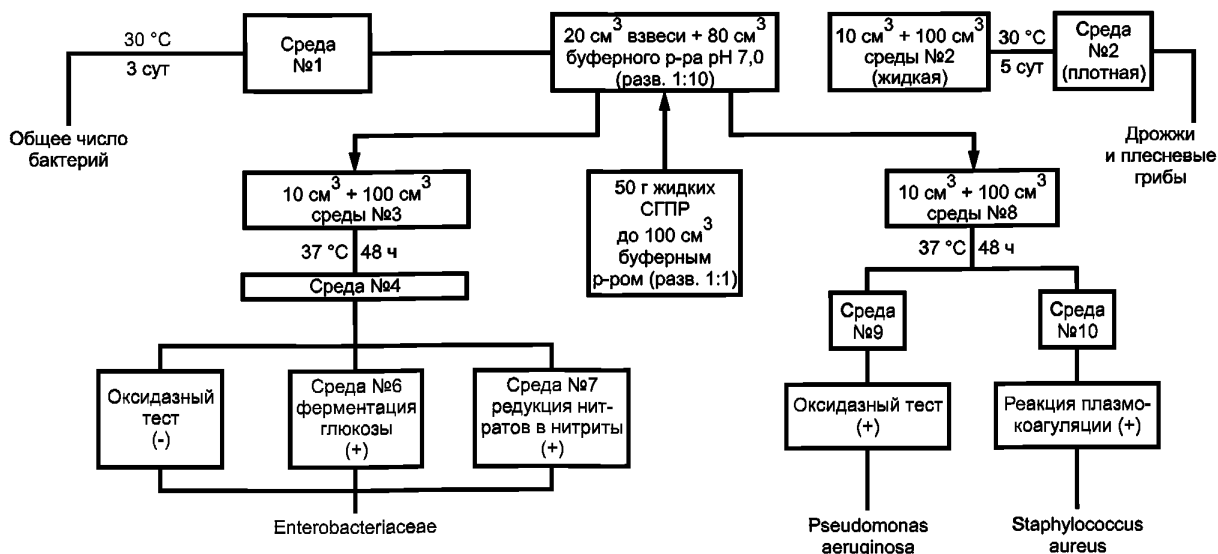 30 °C
3 сут
Общее число
бактерий
Среда
№1
20 см³ взвеси + 80 см³
буферного р-ра pH 7,0
(разв. 1:10)
10 см³ + 100 см³
среды №2
(жидкая)
30 °C
5 сут
Среда
№2
(плотная)
Дрожжи
и плесневые
грибы
10 см³ + 100 см³
среды №3
37 °C
48 ч
Среда №4
50 г жидких
СГПР
до 100 см³
буферным
р-ром (разв. 1:1)
10 см³ + 100 см³
среды №8
37 °C
48 ч
Среда
№9
Среда
№10
Оксидазный
тест
(-)
Среда №6
ферментация
глюкозы
(+)
Среда №7
редукция нит-
ратов в нитриты
(+)
Оксидазный тест
(+)
Реакция плазмо-
коагуляции (+)
Enterobacteriaceae
Pseudomonas
aeruginosa
Staphylococcus
aureus